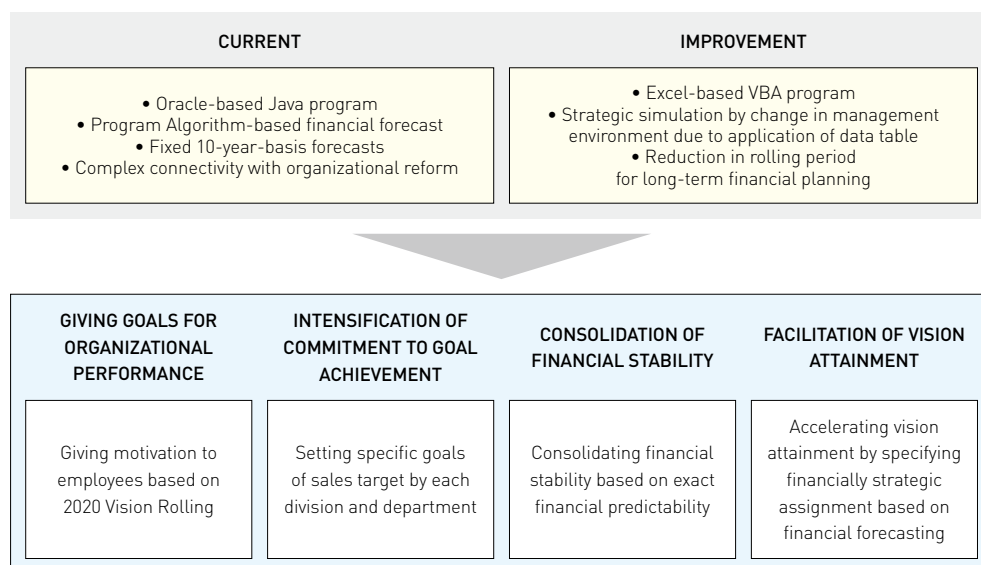 CURRENT
• Oracle-based Java program
• Program Algorithm-based financial forecast
• Fixed 10-year-basis forecasts
• Complex connectivity with organizational reform
IMPROVEMENT
• Excel-based VBA program
• Strategic simulation by change in management
environment due to application of data table
• Reduction in rolling period
for long-term financial planning
GIVING GOALS FOR
ORGANIZATIONAL
PERFORMANCE
Giving motivation to
employees based on
2020 Vision Rolling
INTENSIFICATION OF
COMMITMENT TO GOAL
ACHIEVEMENT
Setting specific goals
of sales target by each
division and department
CONSOLIDATION OF
FINANCIAL STABILITY
Consolidating financial
stability based on exact
financial predictability
FACILITATION OF VISION
ATTAINMENT
Accelerating vision
attainment by specifying
financially strategic
assignment based on
financial forecasting